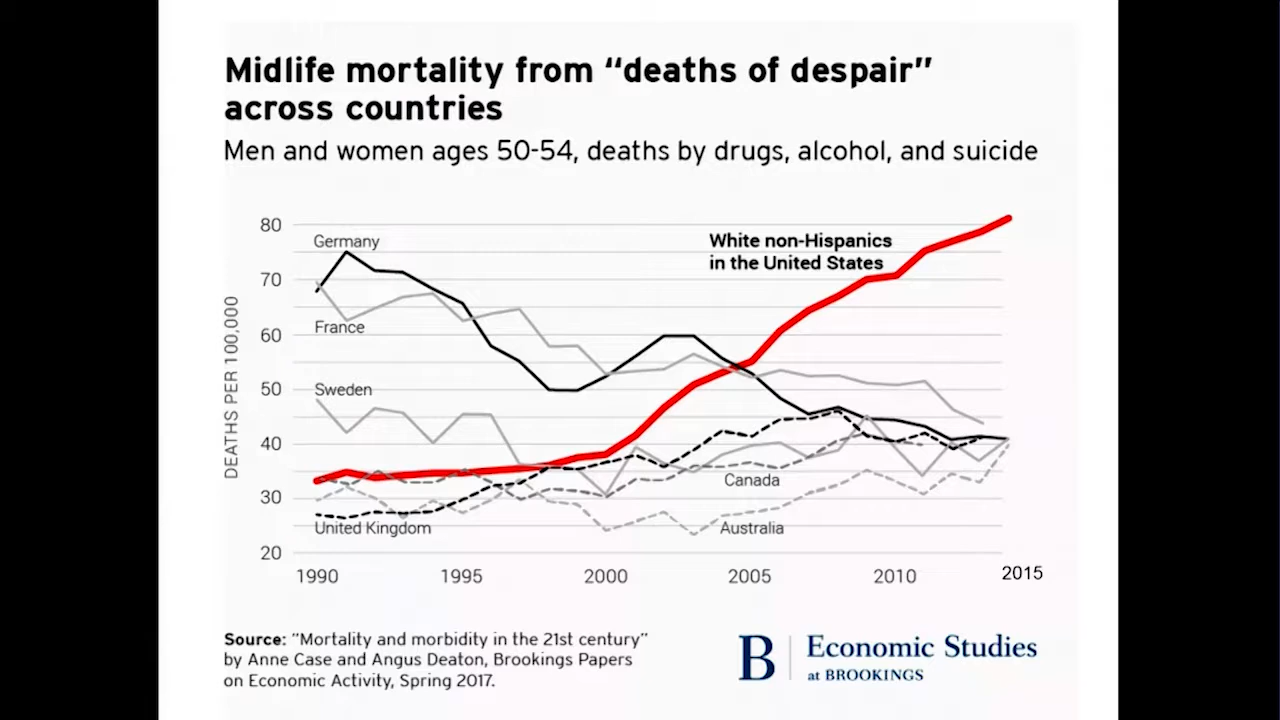 Midlife mortality from “deaths of despair”
across countries
Men and women ages 50-54, deaths by drugs, alcohol, and suicide
DEATHS PER 100,000
80
70
60
50
40
30
20
Germany
France
Sweden
United Kingdom
White non-Hispanics
in the United States
Canada
Australia
1990
1995
2000
2005
2010
2015
Source: “Mortality and morbidity in the 21st century”
by Anne Case and Angus Deaton, Brookings Papers
on Economic Activity, Spring 2017.
B
Economic Studies
at BROOKINGS